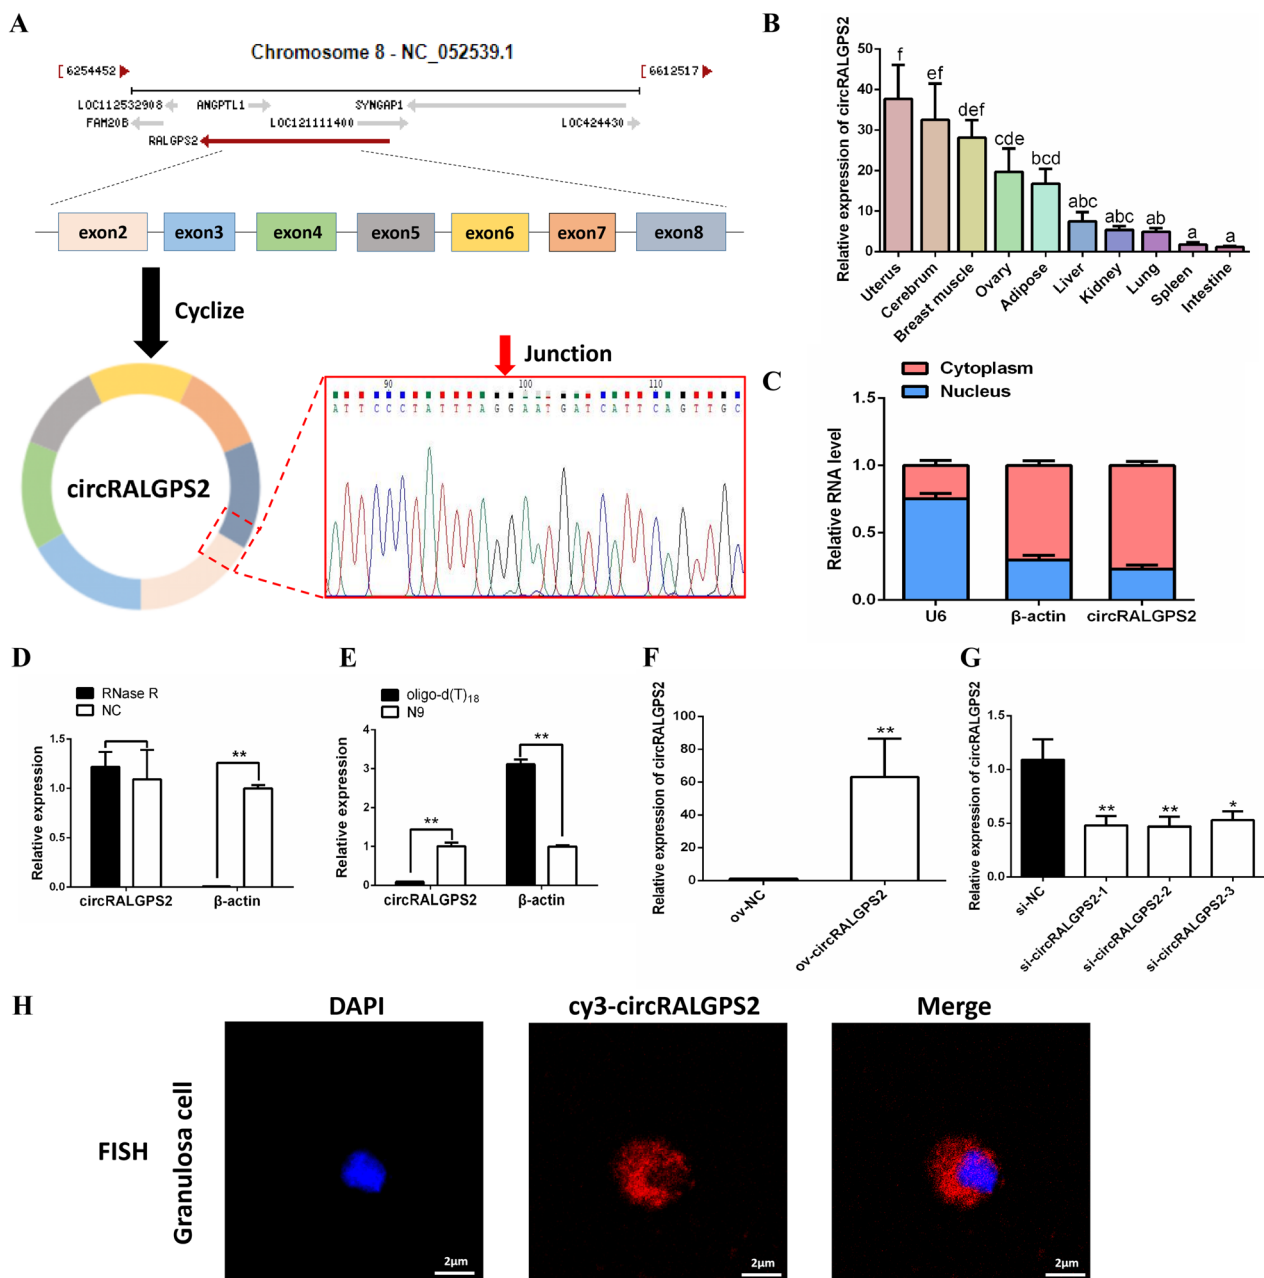 A
Chromosome 8 - NC_052539.1
[ 6254452
6612517
LOC112532908
ANGPTL1
SYNGAP1
FAM20B
LOC121111400
LOC424430
RALGPS2
exon2
exon3
exon4
exon5
exon6
exon7
exon8
Cyclize
circRALGPS2
Junction
90
100
110
A T T C C C T A T T T A G G A A T G A T C A T T C A G T T G C
B
Relative expression of circRALGPS2
50
40
30
20
10
0
f
ef
def
cde
bcd
abc
abc
ab
a
a
Uterus
Cerebrum
Breast muscle
Ovary
Adipose
Liver
Kidney
Lung
Spleen
Intestine
C
Cytoplasm
Nucleus
Relative RNA level
1.5
1.0
0.5
0.0
U6
β-actin
circRALGPS2
D
RNase R
NC
Relative expression
1.5
1.0
0.5
0.0
**
circRALGPS2
β-actin
E
oligo-d(T)18
N9
Relative expression
4
3
2
1
0
**
**
circRALGPS2
β-actin
F
Relative expression of circRALGPS2
100
80
60
40
20
0
**
ov-NC
ov-circRALGPS2
G
Relative expression of circRALGPS2
1.5
1.0
0.5
0.0
**
**
*
si-NC
si-circRALGPS2-1
si-circRALGPS2-2
si-circRALGPS2-3
H
DAPI
cy3-circRALGPS2
Merge
FISH
Granulosa cell
2μm
2μm
2μm